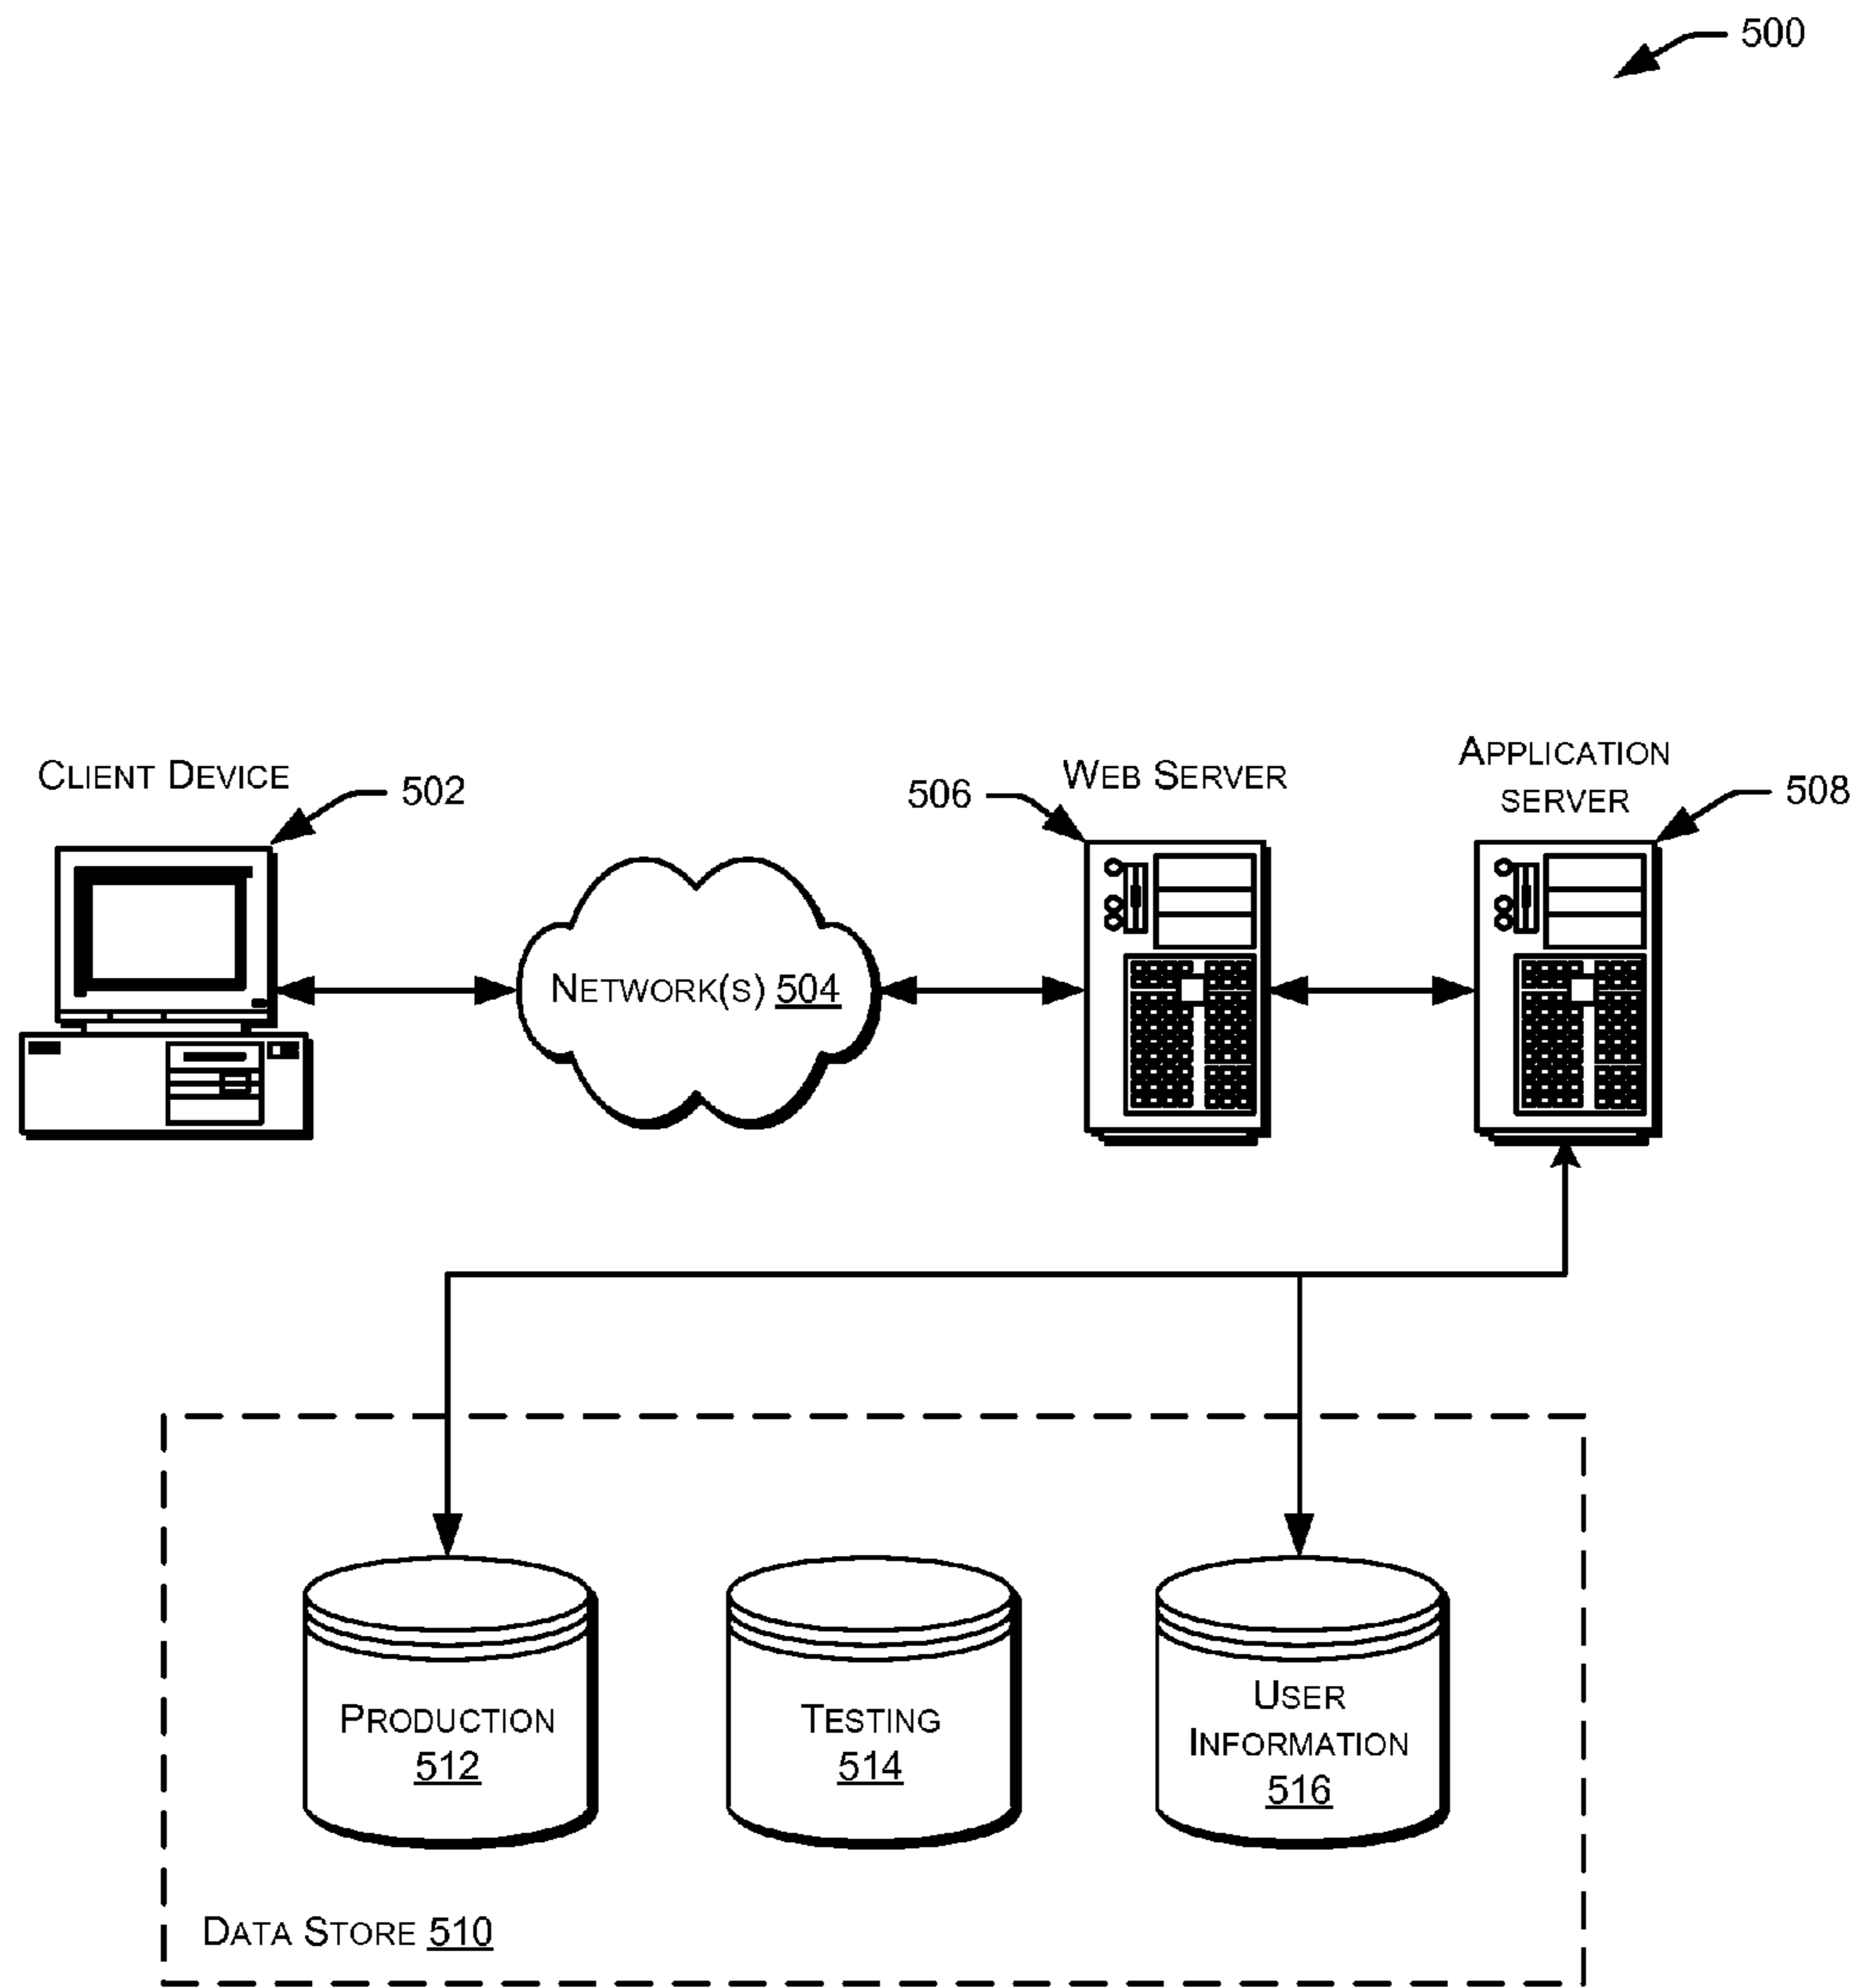 500
CLIENT DEVICE
502
506
WEB SERVER
APPLICATION
SERVER
508
NETWORK(S) 504
PRODUCTION
512
TESTING
514
USER
INFORMATION
516
DATA STORE 510